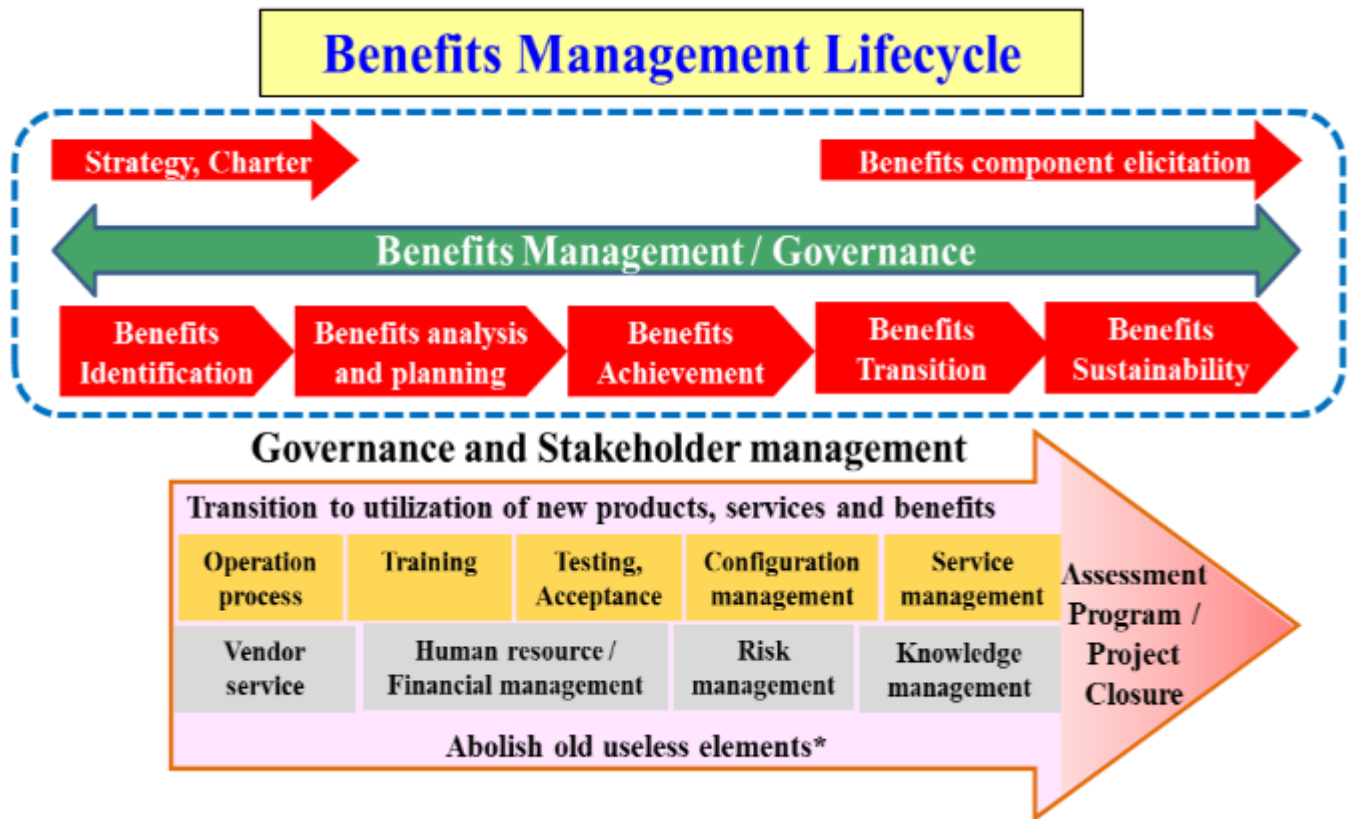 Benefits Management Lifecycle
Strategy, Charter
Benefits component elicitation
Benefits Management / Governance
Benefits
Identification
Benefits analysis
and planning
Benefits
Achievement
Benefits
Transition
Benefits
Sustainability
Governance and Stakeholder management
Transition to utilization of new products, services and benefits
Operation
process
Training
Testing,
Acceptance
Configuration
management
Service
management
Vendor
service
Human resource /
Financial management
Risk
management
Knowledge
management
Abolish old useless elements*
Assessment
Program /
Project
Closure